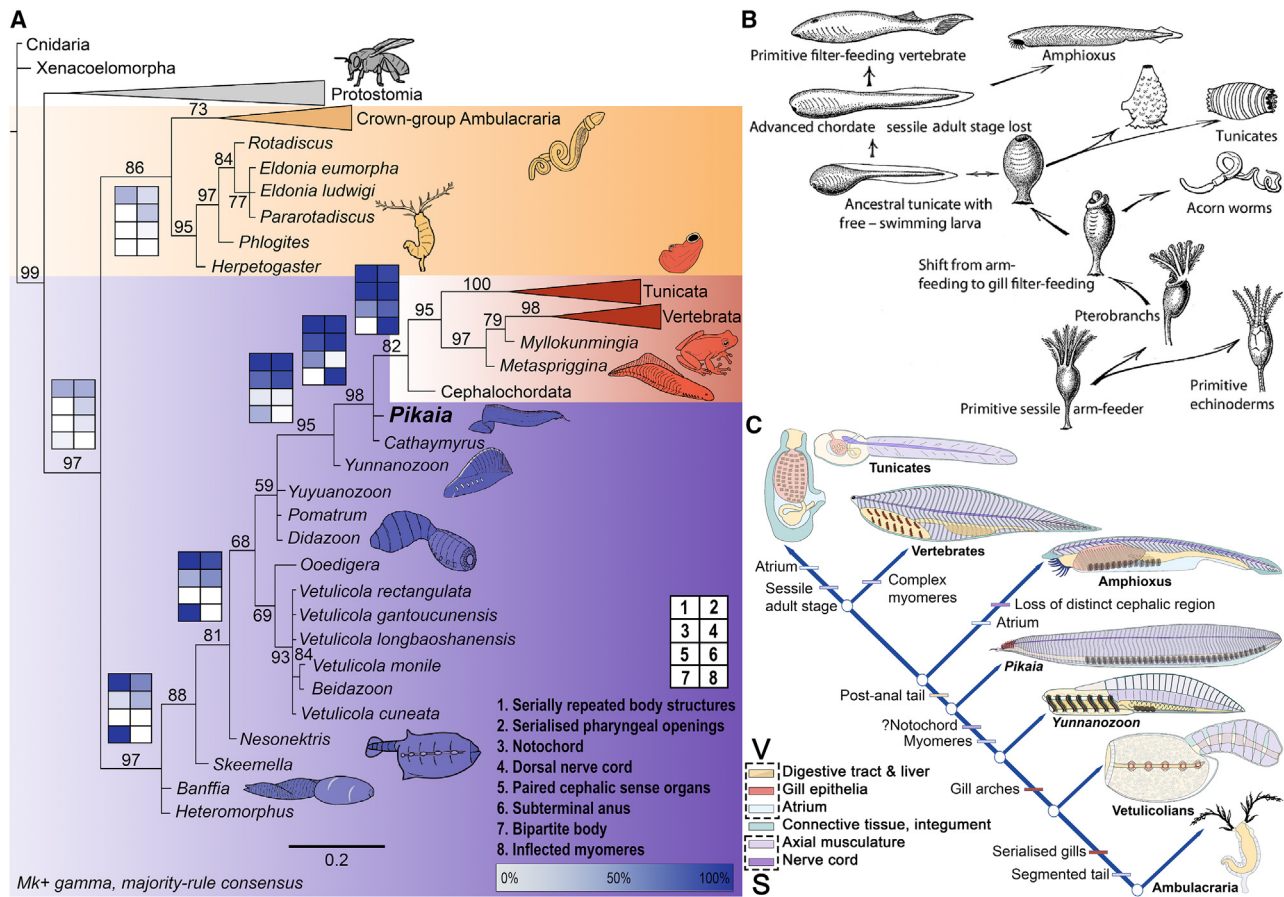 A
Cnidaria
Xenacoelomorpha
Protostomia
73
Crown-group Ambulacraria
Rotadiscus
86
84
Eldonia eumorpha
97
Eldonia ludwigi
77
Pararotadiscus
95
Phlogites
Herpetogaster
99
100
Tunicata
95
98
Vertebrata
79
82
97
Myllokunmingia
Metaspriggina
Cephalochordata
98
Pikaia
95
Cathaymyrus
Yunnanozoon
97
59
Yuyuanozoon
Pomatrum
Didazoon
68
Ooedigera
Vetulicola rectangulata
69
Vetulicola gantoucunensis
81
Vetulicola longbaoshanensis
93
84
Vetulicola monile
Beidazoon
88
Vetulicola cuneata
Nesonektris
97
Skeemella
Banffia
Heteromorphus
1 2
3 4
5 6
7 8
1. Serially repeated body structures
2. Serialised pharyngeal openings
3. Notochord
4. Dorsal nerve cord
5. Paired cephalic sense organs
6. Subterminal anus
7. Bipartite body
8. Inflected myomeres
0.2
0% 50% 100%
Mk+ gamma, majority-rule consensus
B
Primitive filter-feeding vertebrate
Amphioxus
Advanced chordate sessile adult stage lost
Tunicates
Ancestral tunicate with
free – swimming larva
Acorn worms
Shift from arm-
feeding to gill filter-feeding
Pterobranchs
Primitive sessile arm-feeder
Primitive
echinoderms
C
Tunicates
Vertebrates
Atrium
Sessile
adult stage
Complex
myomeres
Amphioxus
Loss of distinct cephalic region
Atrium
Pikaia
Post-anal tail
?Notochord
Myomeres
Yunnanozoon
Gill arches
Vetulicolians
Serialised gills
Segmented tail
Ambulacraria
V
Digestive tract & liver
Gill epithelia
Atrium
Connective tissue, integument
Axial musculature
Nerve cord
S